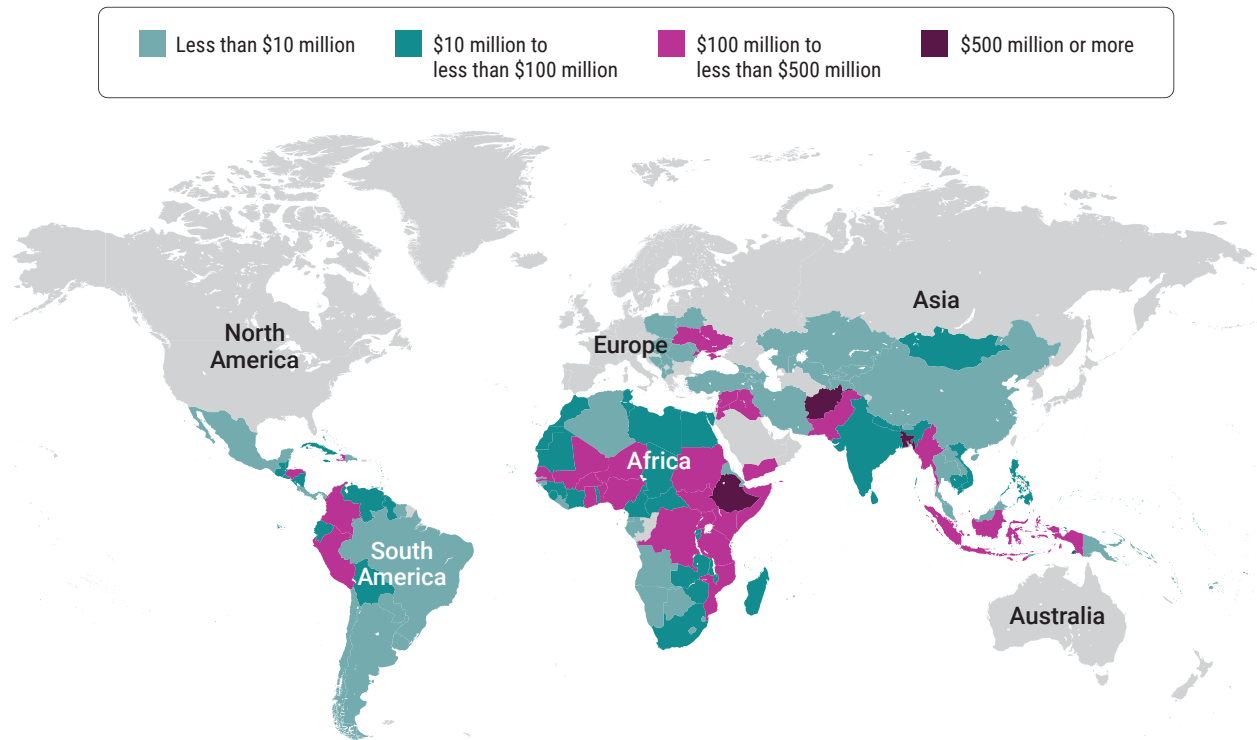 Less than $10 million
$10 million to
less than $100 million
$100 million to
less than $500 million
$500 million or more
North
America
Europe
Asia
Africa
South
America
Australia